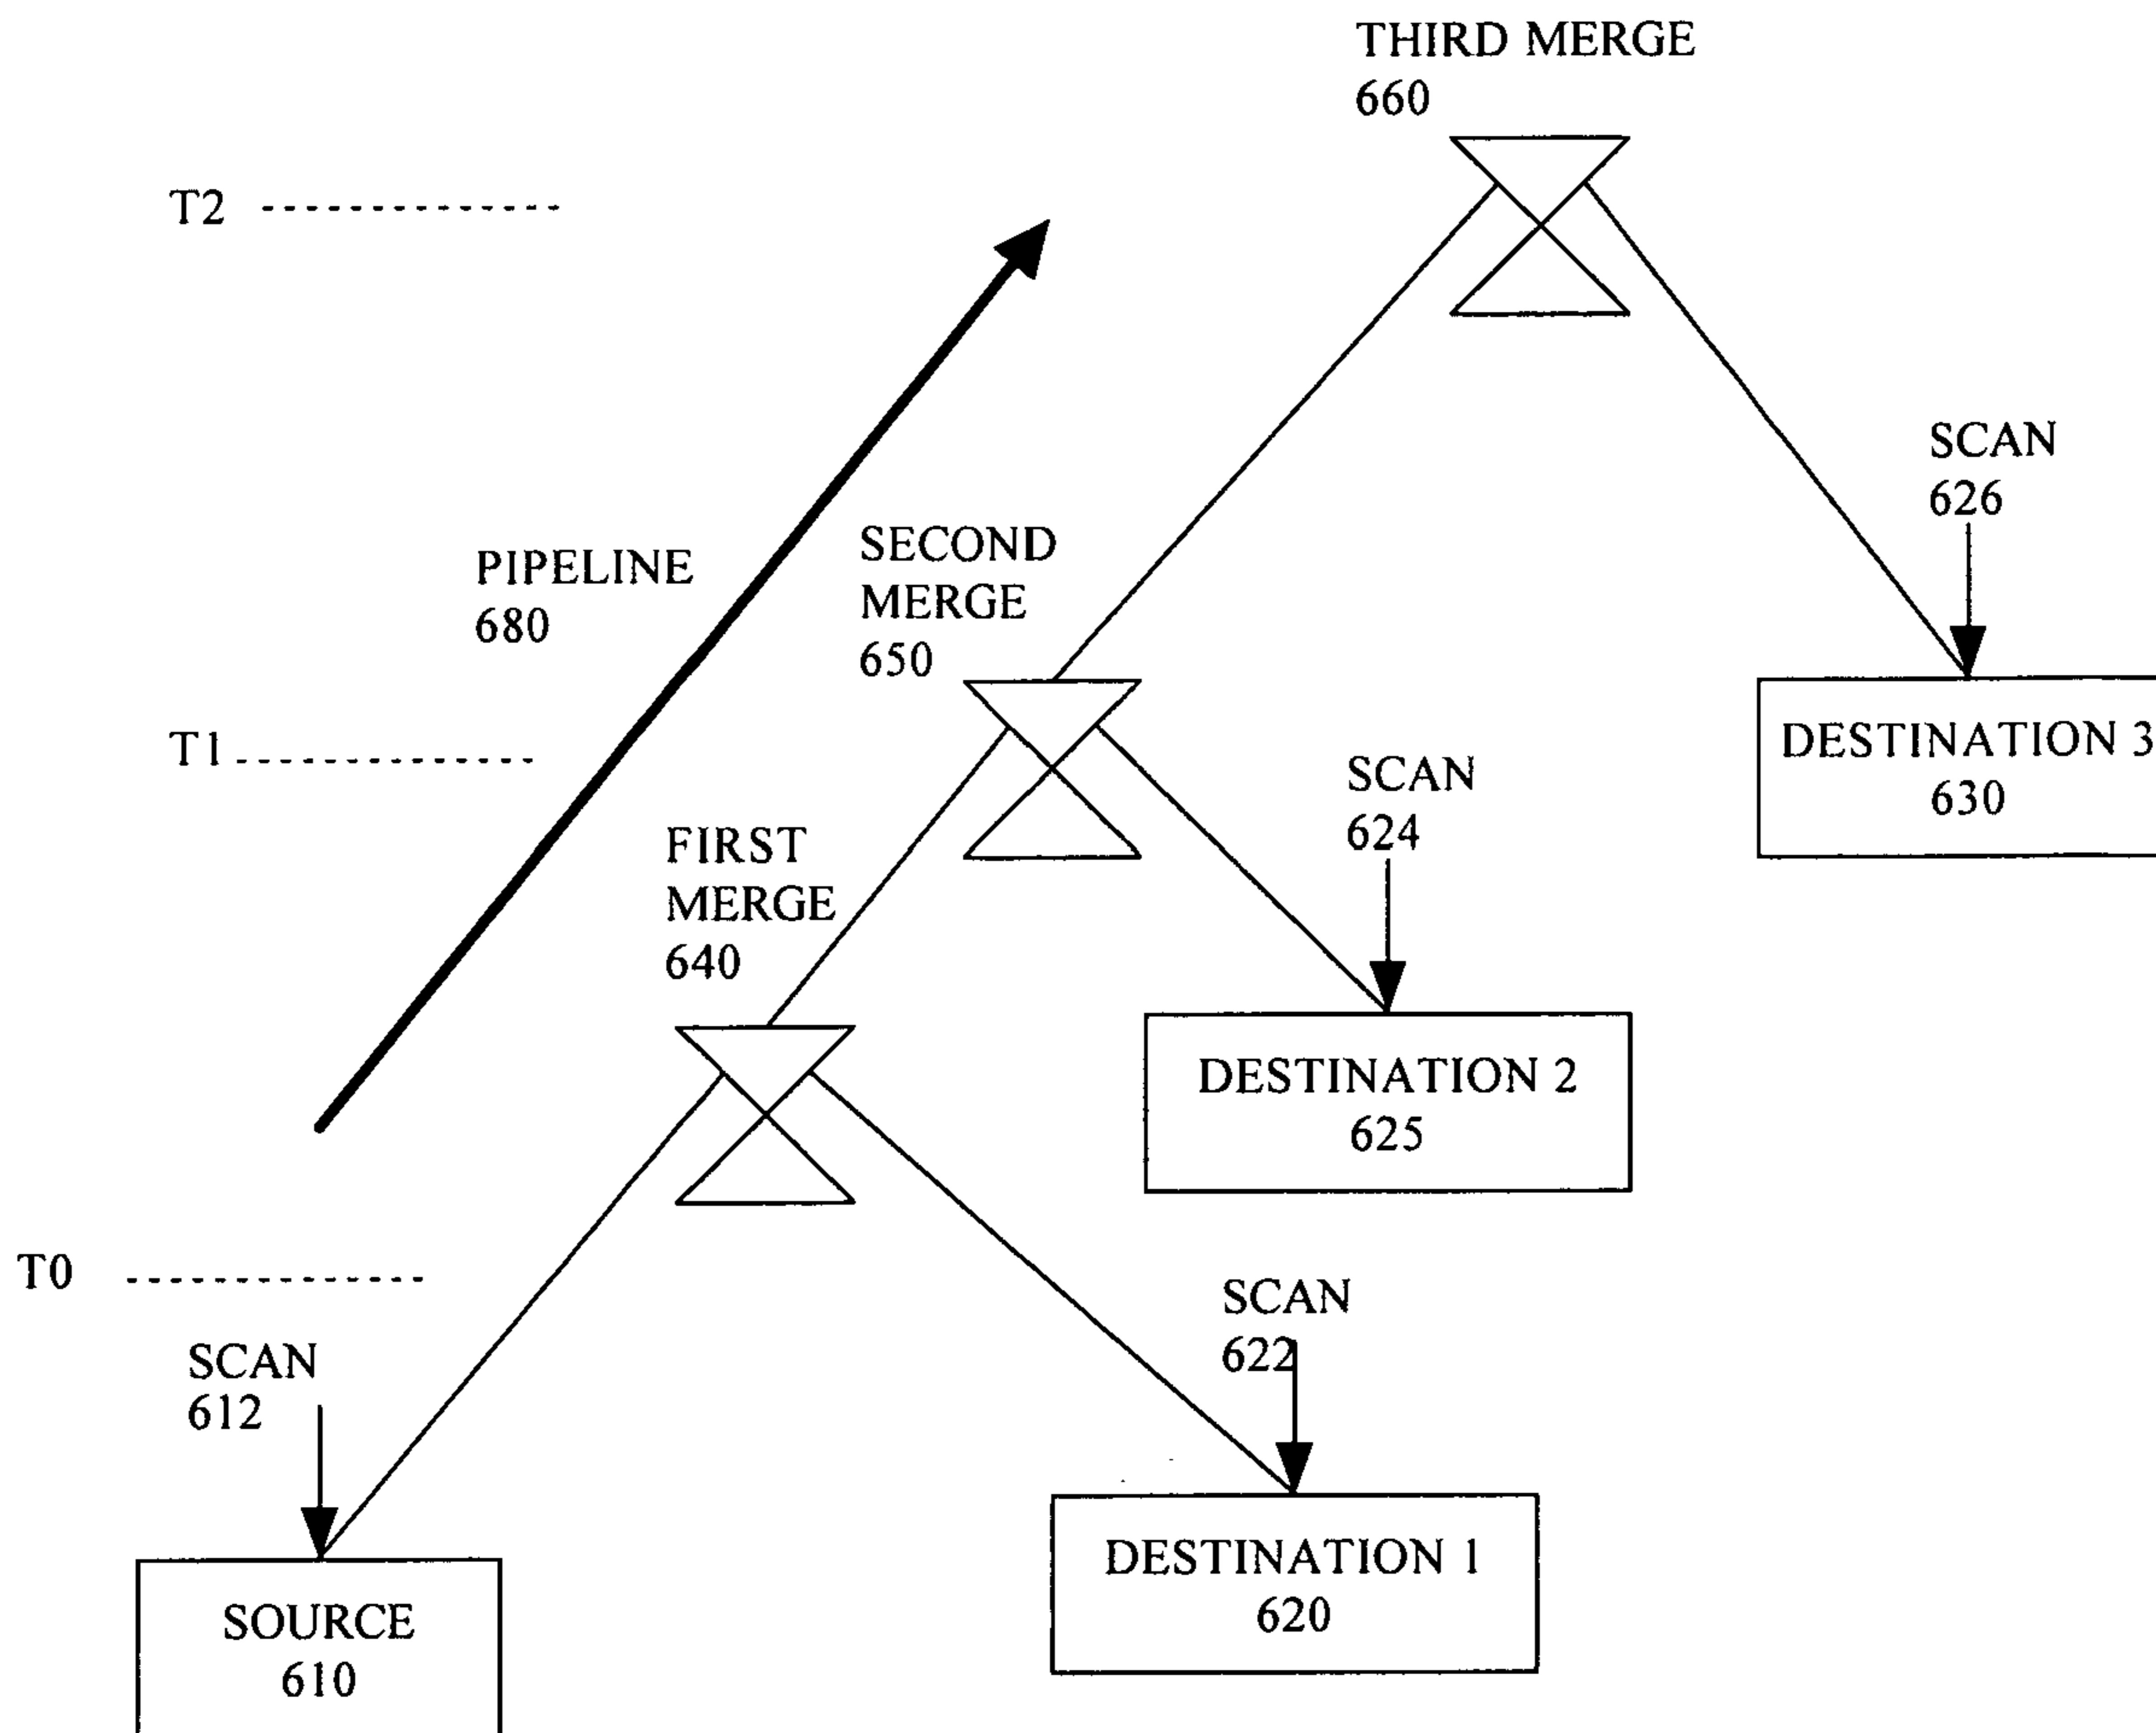 THIRD MERGE
660
T2
SCAN
626
PIPELINE
680
SECOND
MERGE
650
T1
DESTINATION 3
630
SCAN
624
FIRST
MERGE
640
DESTINATION 2
625
T0
SCAN
622
SCAN
612
DESTINATION 1
620
SOURCE
610